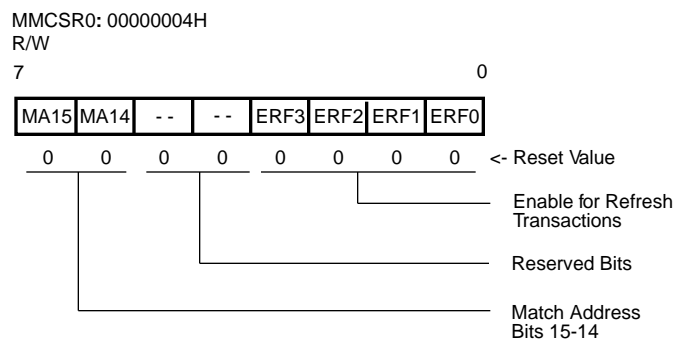 MMCSR0: 00000004H
R/W
7 0
MA15 MA14 - - - - ERF3 ERF2 ERF1 ERF0
0 0 0 0 0 0 0 0 <- Reset Value
Enable for Refresh
Transactions
Reserved Bits
Match Address
Bits 15-14